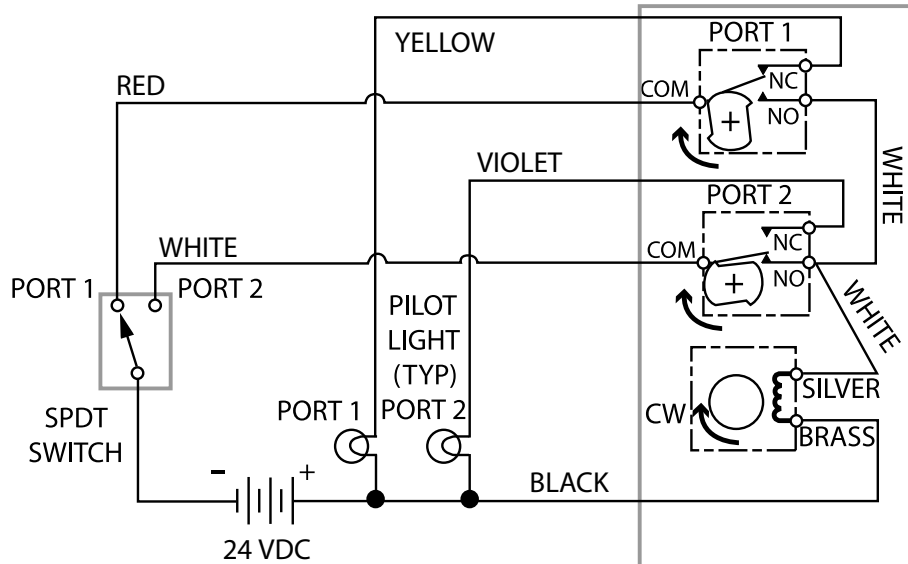 PORT 1
YELLOW
NC
RED
COM
NO
VIOLET
WHITE
PORT 2
WHITE
NC
COM
NO
PORT 1
PORT 2
WHITE
PILOT
LIGHT
(TYP)
PORT 1
PORT 2
SILVER
CW
SPDT
SWITCH
BRASS
- +
BLACK
24 VDC